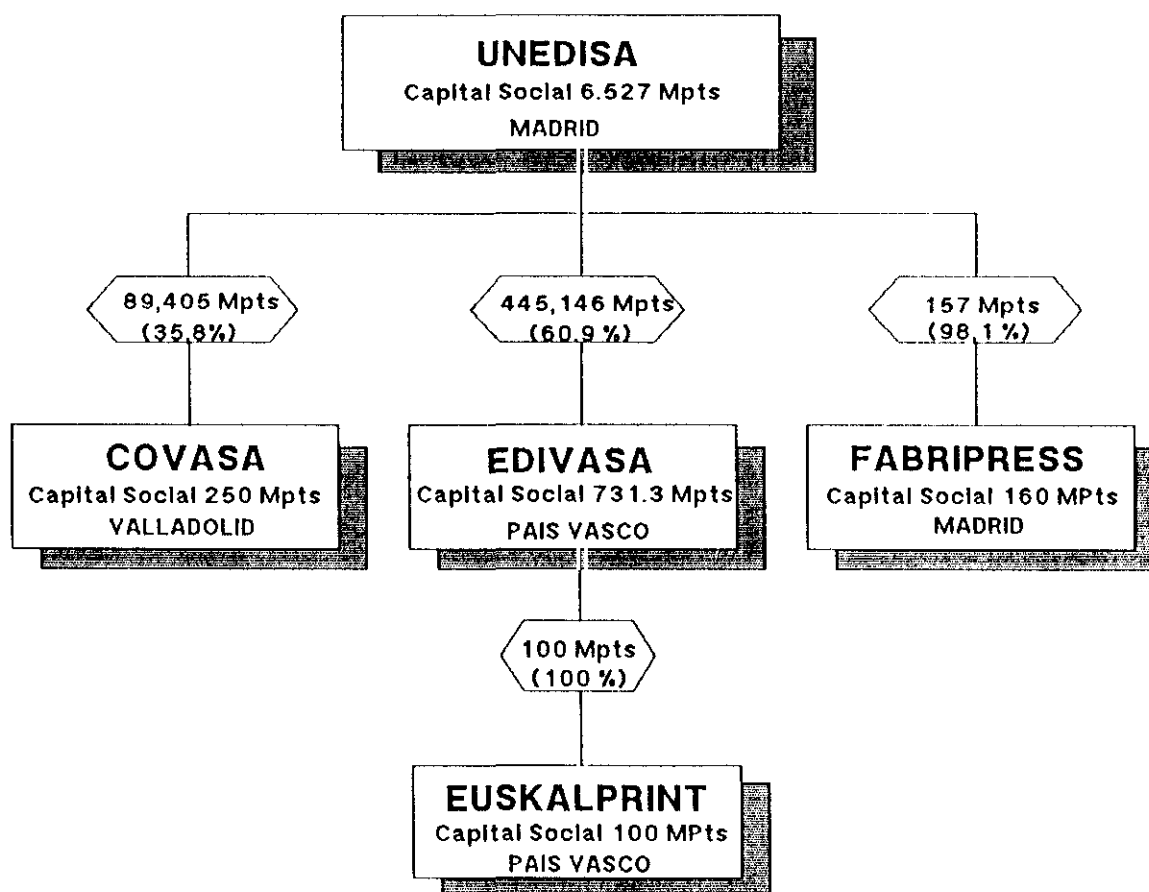 UNEDISA
Capital Social 6.527 Mpts
MADRID
89,405 Mpts
(35,8%)
445,146 Mpts
(60,9 %)
157 Mpts
(98,1 %)
COVASA
Capital Social 250 Mpts
VALLADOLID
EDIVASA
Capital Social 731.3 Mpts
PAIS VASCO
FABRIPRESS
Capital Social 160 MPts
MADRID
100 Mpts
(100 %)
EUSKALPRINT
Capital Social 100 MPts
PAIS VASCO